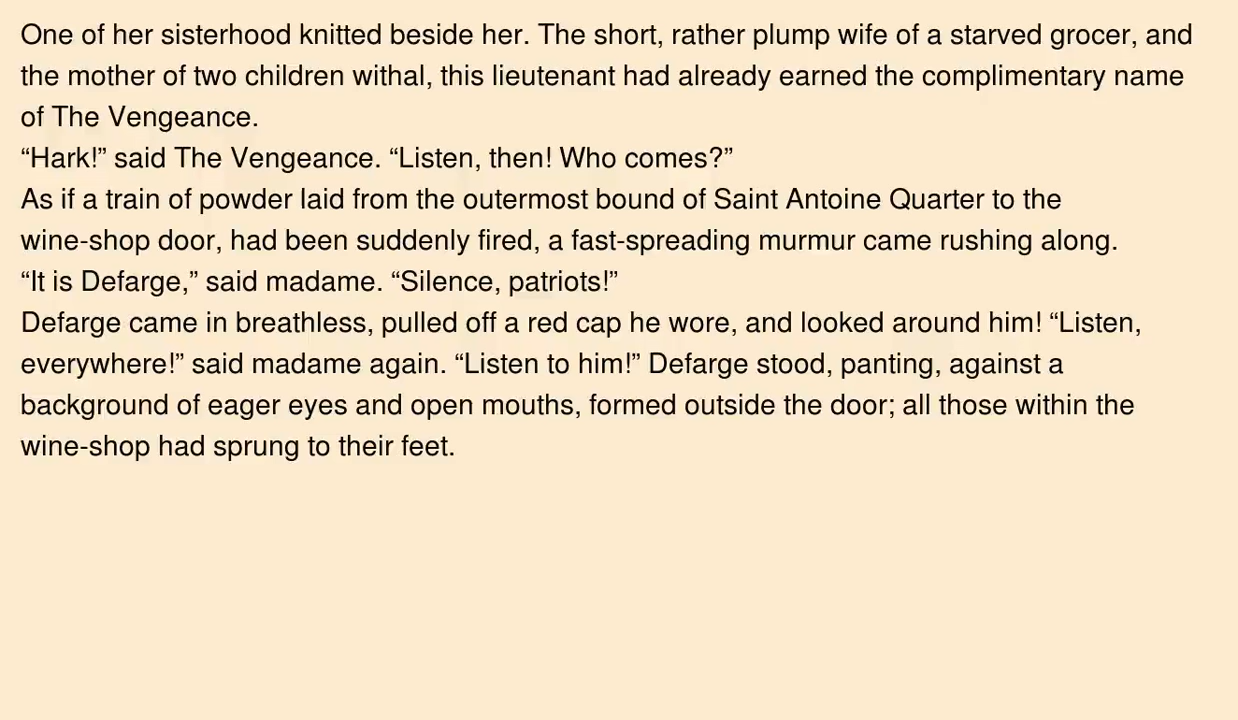 One of her sisterhood knitted beside her. The short, rather plump wife of a starved grocer, and
the mother of two children withal, this lieutenant had already earned the complimentary name
of The Vengeance.
“Hark!” said The Vengeance. “Listen, then! Who comes?”
As if a train of powder laid from the outermost bound of Saint Antoine Quarter to the
wine-shop door, had been suddenly fired, a fast-spreading murmur came rushing along.
“It is Defarge,” said madame. “Silence, patriots!”
Defarge came in breathless, pulled off a red cap he wore, and looked around him! “Listen,
everywhere!” said madame again. “Listen to him!” Defarge stood, panting, against a
background of eager eyes and open mouths, formed outside the door; all those within the
wine-shop had sprung to their feet.